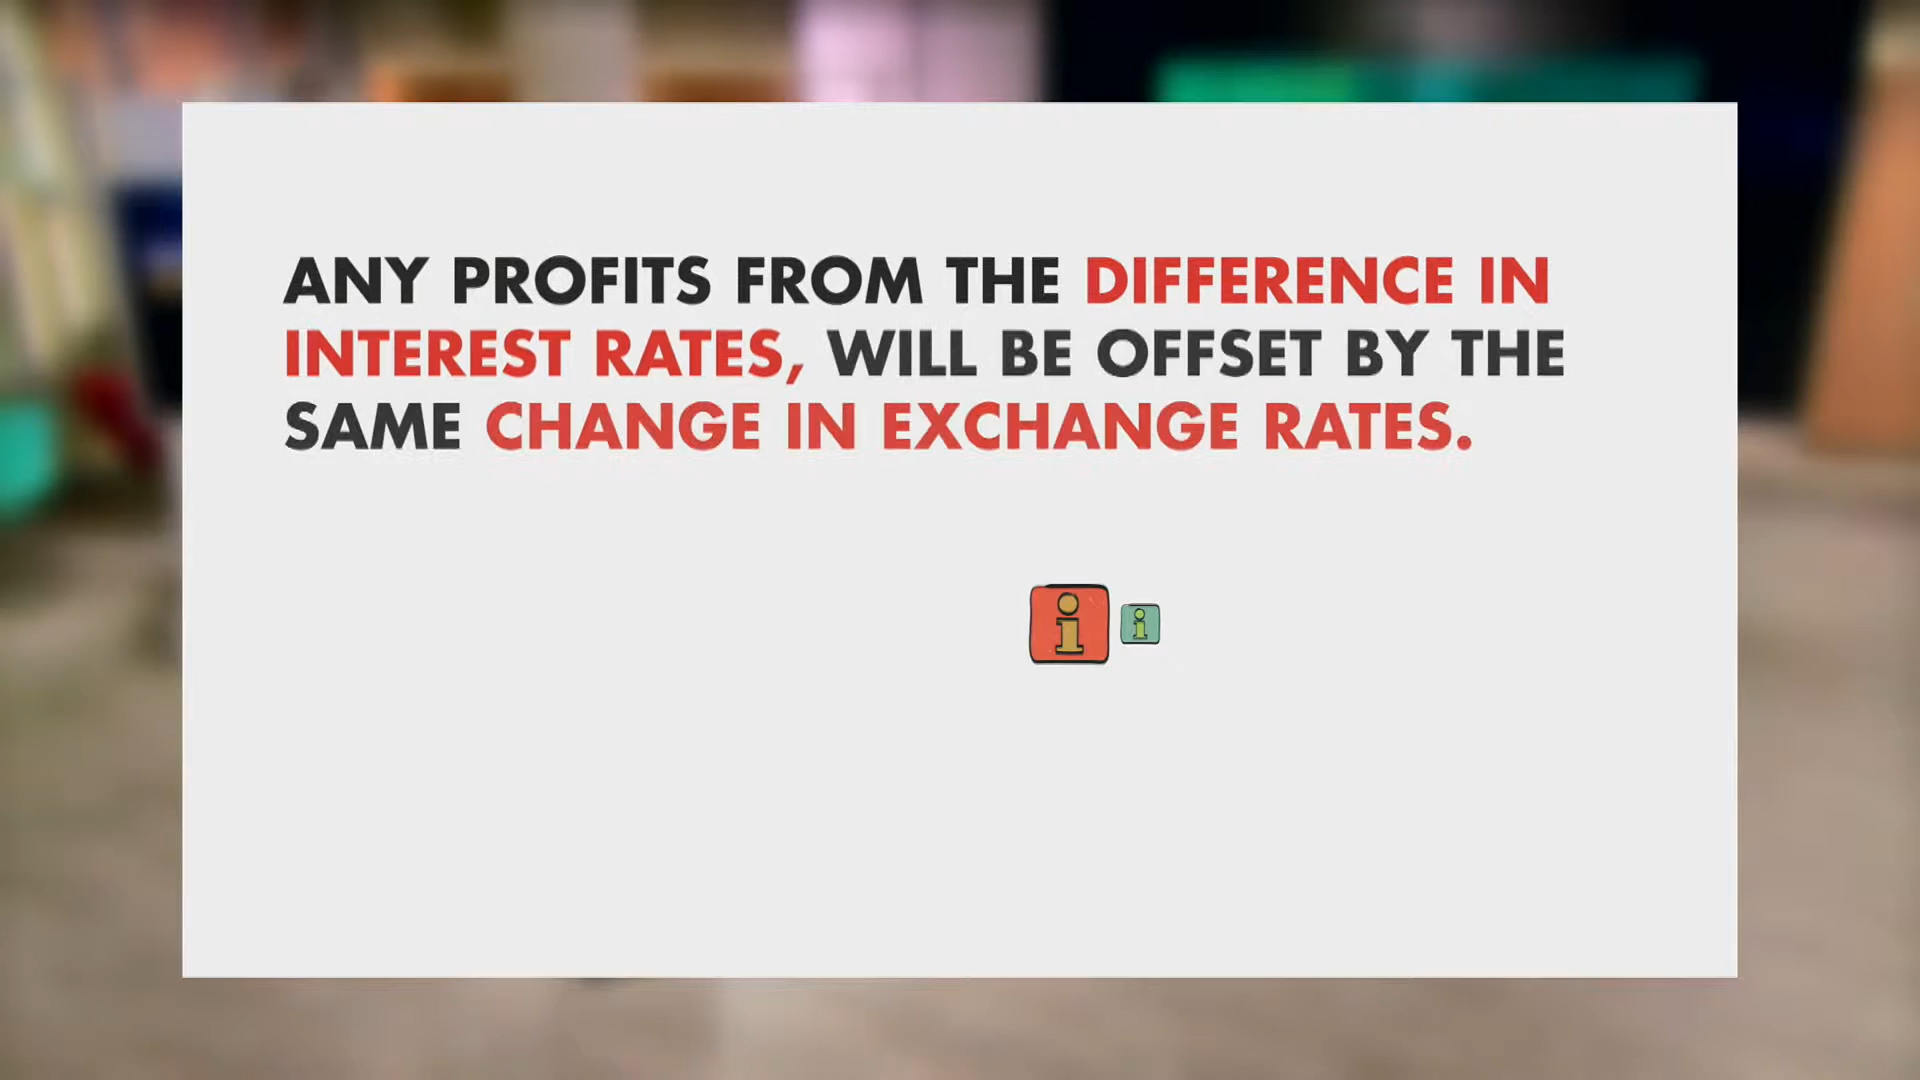 ANY PROFITS FROM THE DIFFERENCE IN
INTEREST RATES, WILL BE OFFSET BY THE
SAME CHANGE IN EXCHANGE RATES.
i i